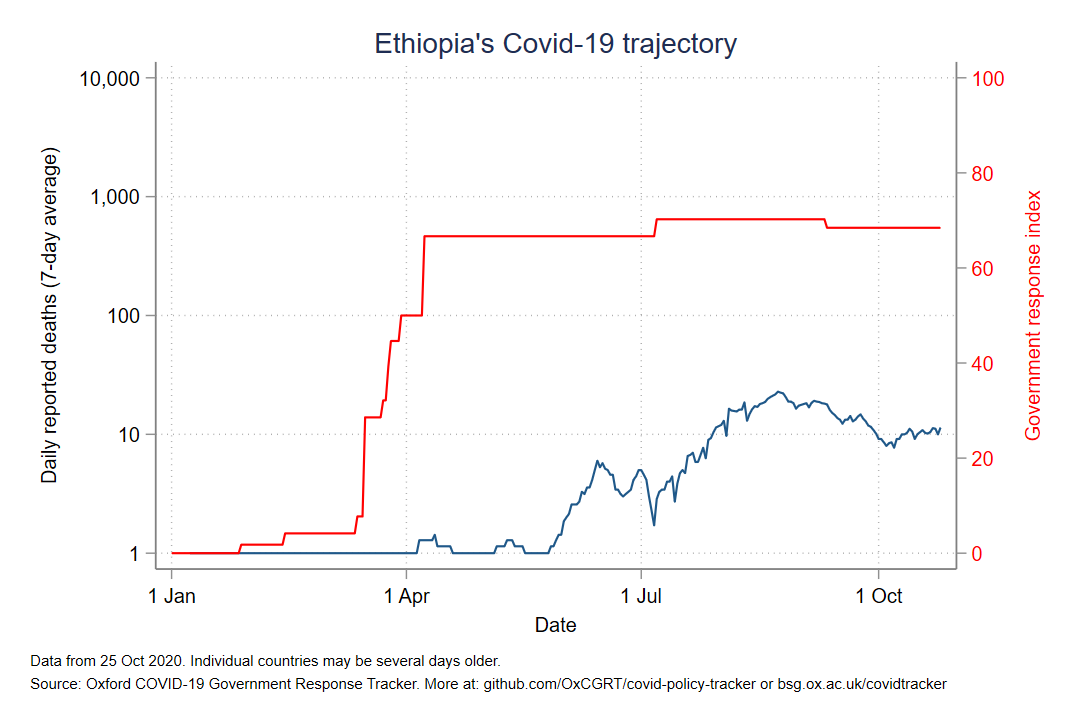 Ethiopia's Covid-19 trajectory
10,000
1,000
100
10
1
Daily reported deaths (7-day average)
100
80
60
40
20
0
Government response index
1 Jan
1 Apr
1 Jul
1 Oct
Date
Data from 25 Oct 2020. Individual countries may be several days older.
Source: Oxford COVID-19 Government Response Tracker. More at: github.com/OxCGRT/covid-policy-tracker or bsg.ox.ac.uk/covidtracker